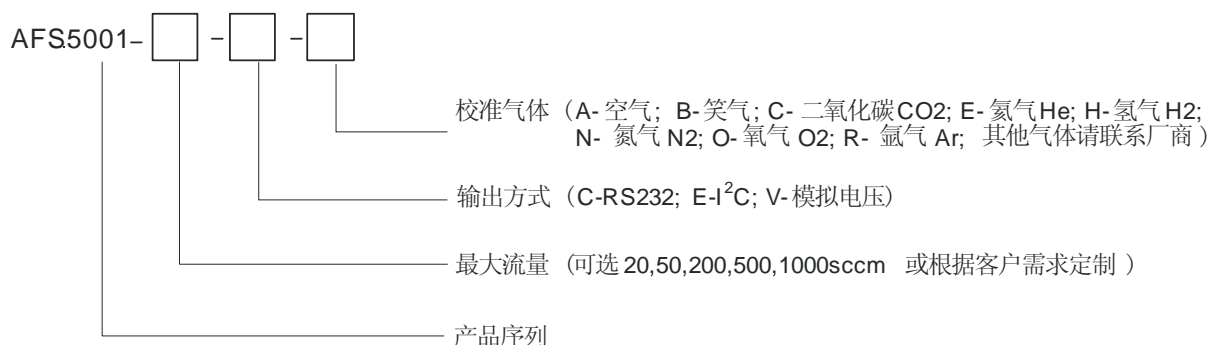 AFS5001- - -
校准气体（A-空气；B-笑气；C-二氧化碳CO2; E-氦气He; H-氢气H2;
N-氮气N2; O-氧气O2; R-氩气Ar; 其他气体请联系厂商）
输出方式（C-RS232; E-I²C; V-模拟电压）
最大流量（可选20,50,200,500,1000sccm 或根据客户需求定制）
产品序列